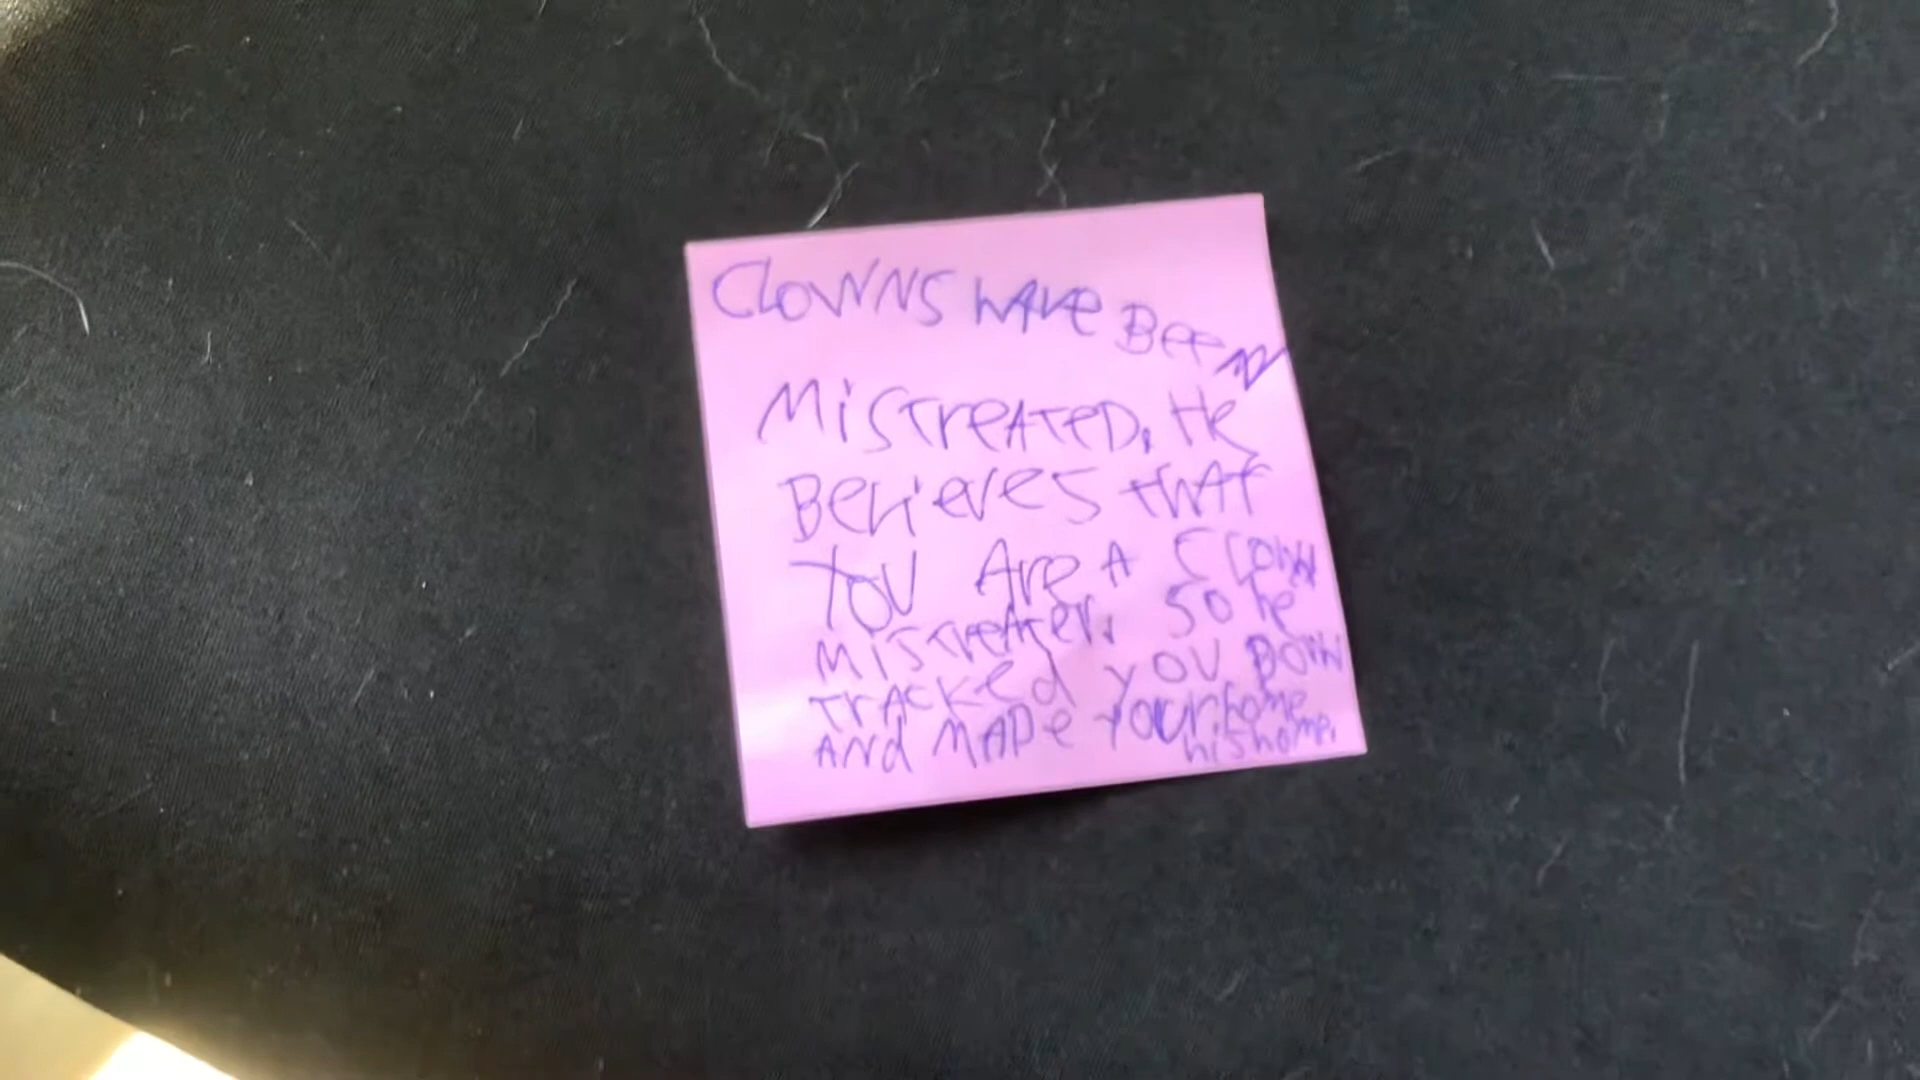 CLOWNS HAVE BEEN
MiSTreATeD. He
Believes tHAT
YOU Are A CLOWN
MiSTreATer. SO he
TrACKed YOU DOWN
ANd MADe Your home
his home.